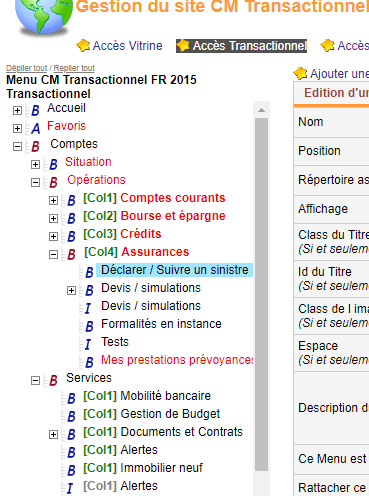 Gestion du site CM Transactionnel
Accès Vitrine Accès Transactionnel Accès
Déplier tout / Replier tout
Menu CM Transactionnel FR 2015
Transactionnel
B Accueil
A Favoris
B Comptes
B Situation
B Opérations
B [Col1] Comptes courants
B [Col2] Bourse et épargne
B [Col3] Crédits
B [Col4] Assurances
B Déclarer / Suivre un sinistre
B Devis / simulations
I Devis / simulations
B Formalités en instance
I Tests
B Mes prestations prévoyance
B Services
B [Col1] Mobilité bancaire
B [Col1] Gestion de Budget
B [Col1] Documents et Contrats
B [Col1] Alertes
B [Col1] Immobilier neuf
I [Col1] Alertes
Ajouter une
Edition d'un
Nom
Position
Répertoire as
Affichage
Class du Titre
(Si et seulem
Id du Titre
(Si et seulem
Class de l ima
(Si et seulem
Espace
(Si et seulem
Description d
Ce Menu est
Rattacher ce